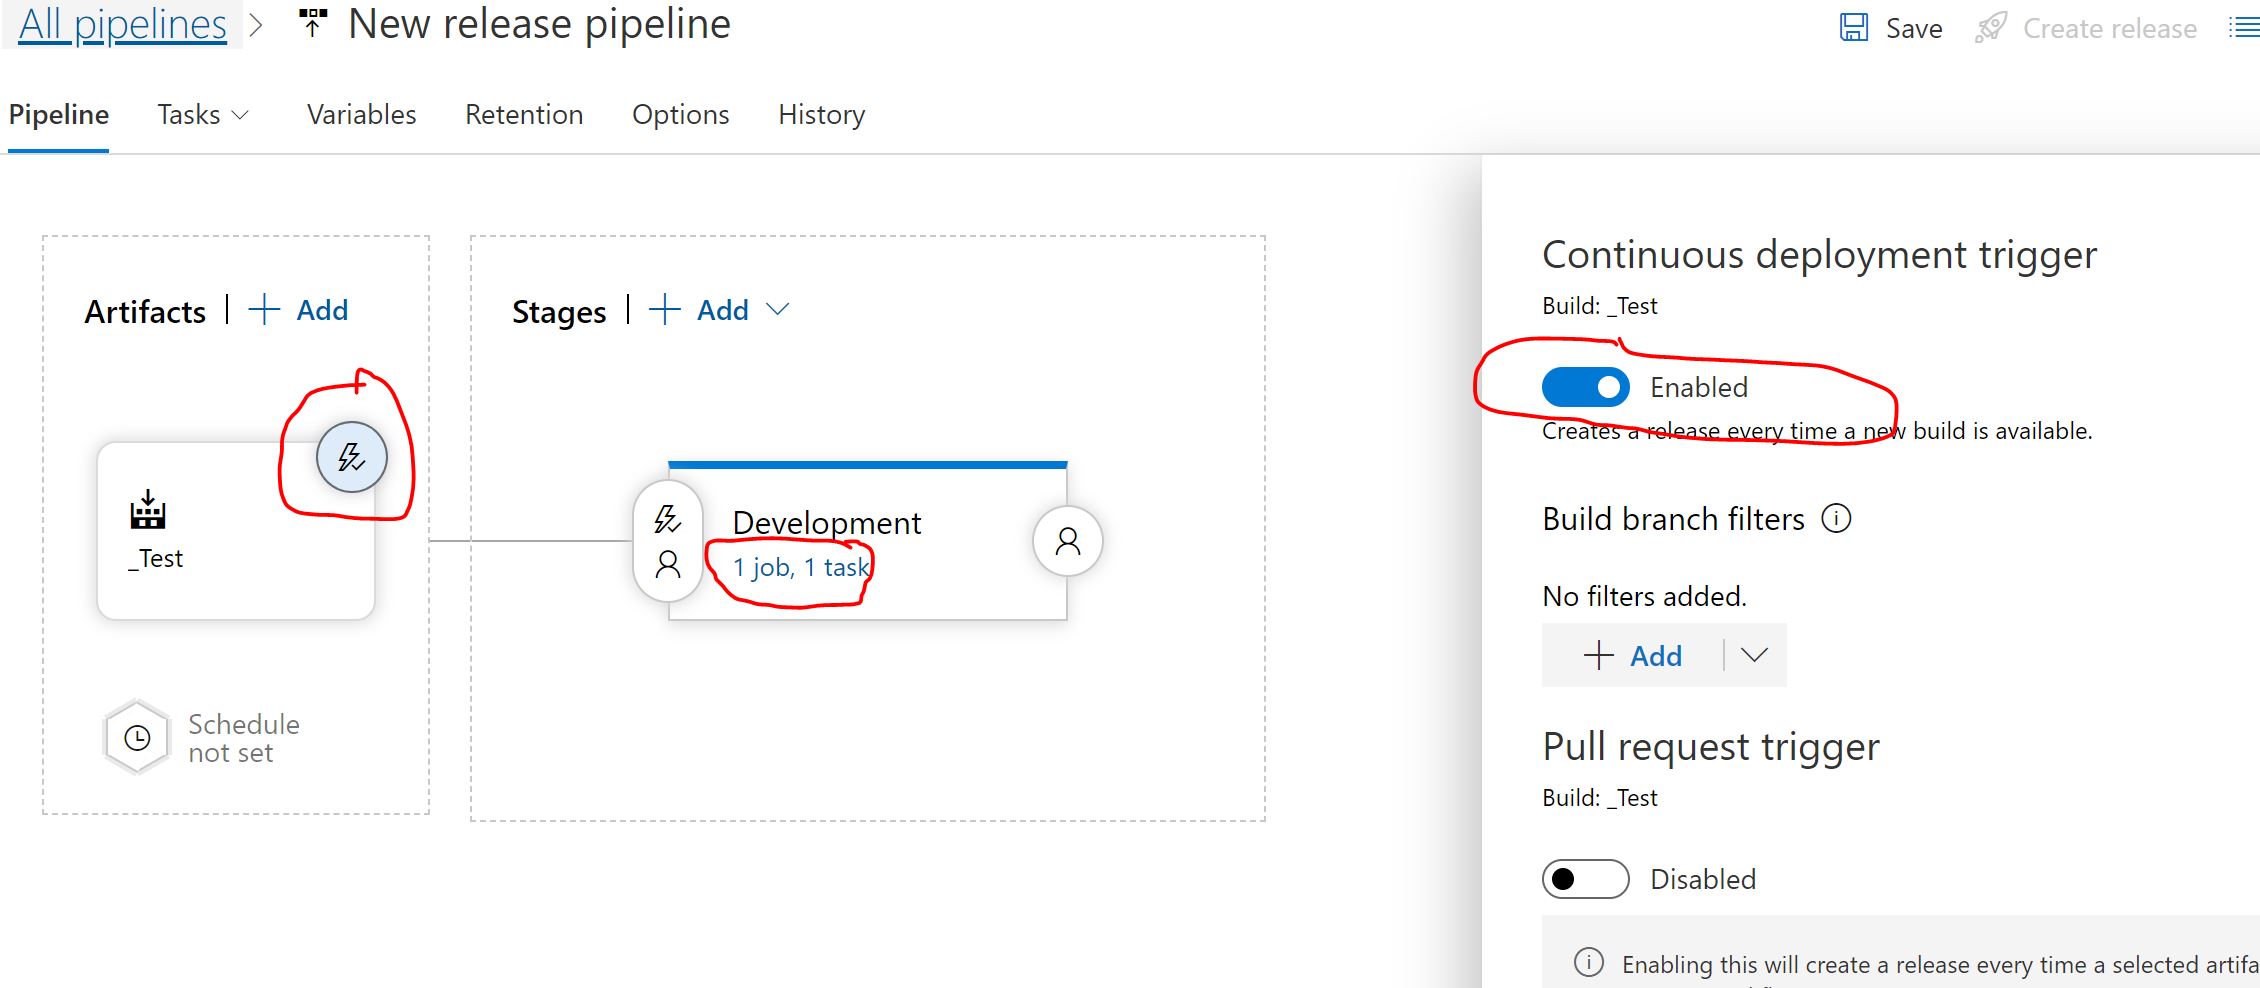 All pipelines > New release pipeline
Save Create release
Pipeline Tasks Variables Retention Options History
Artifacts | + Add
Stages | + Add
_Test
Development
1 job, 1 task
Schedule
not set
Continuous deployment trigger
Build: _Test
Enabled
Creates a release every time a new build is available.
Build branch filters
No filters added.
+ Add
Pull request trigger
Build: _Test
Disabled
Enabling this will create a release every time a selected artifa